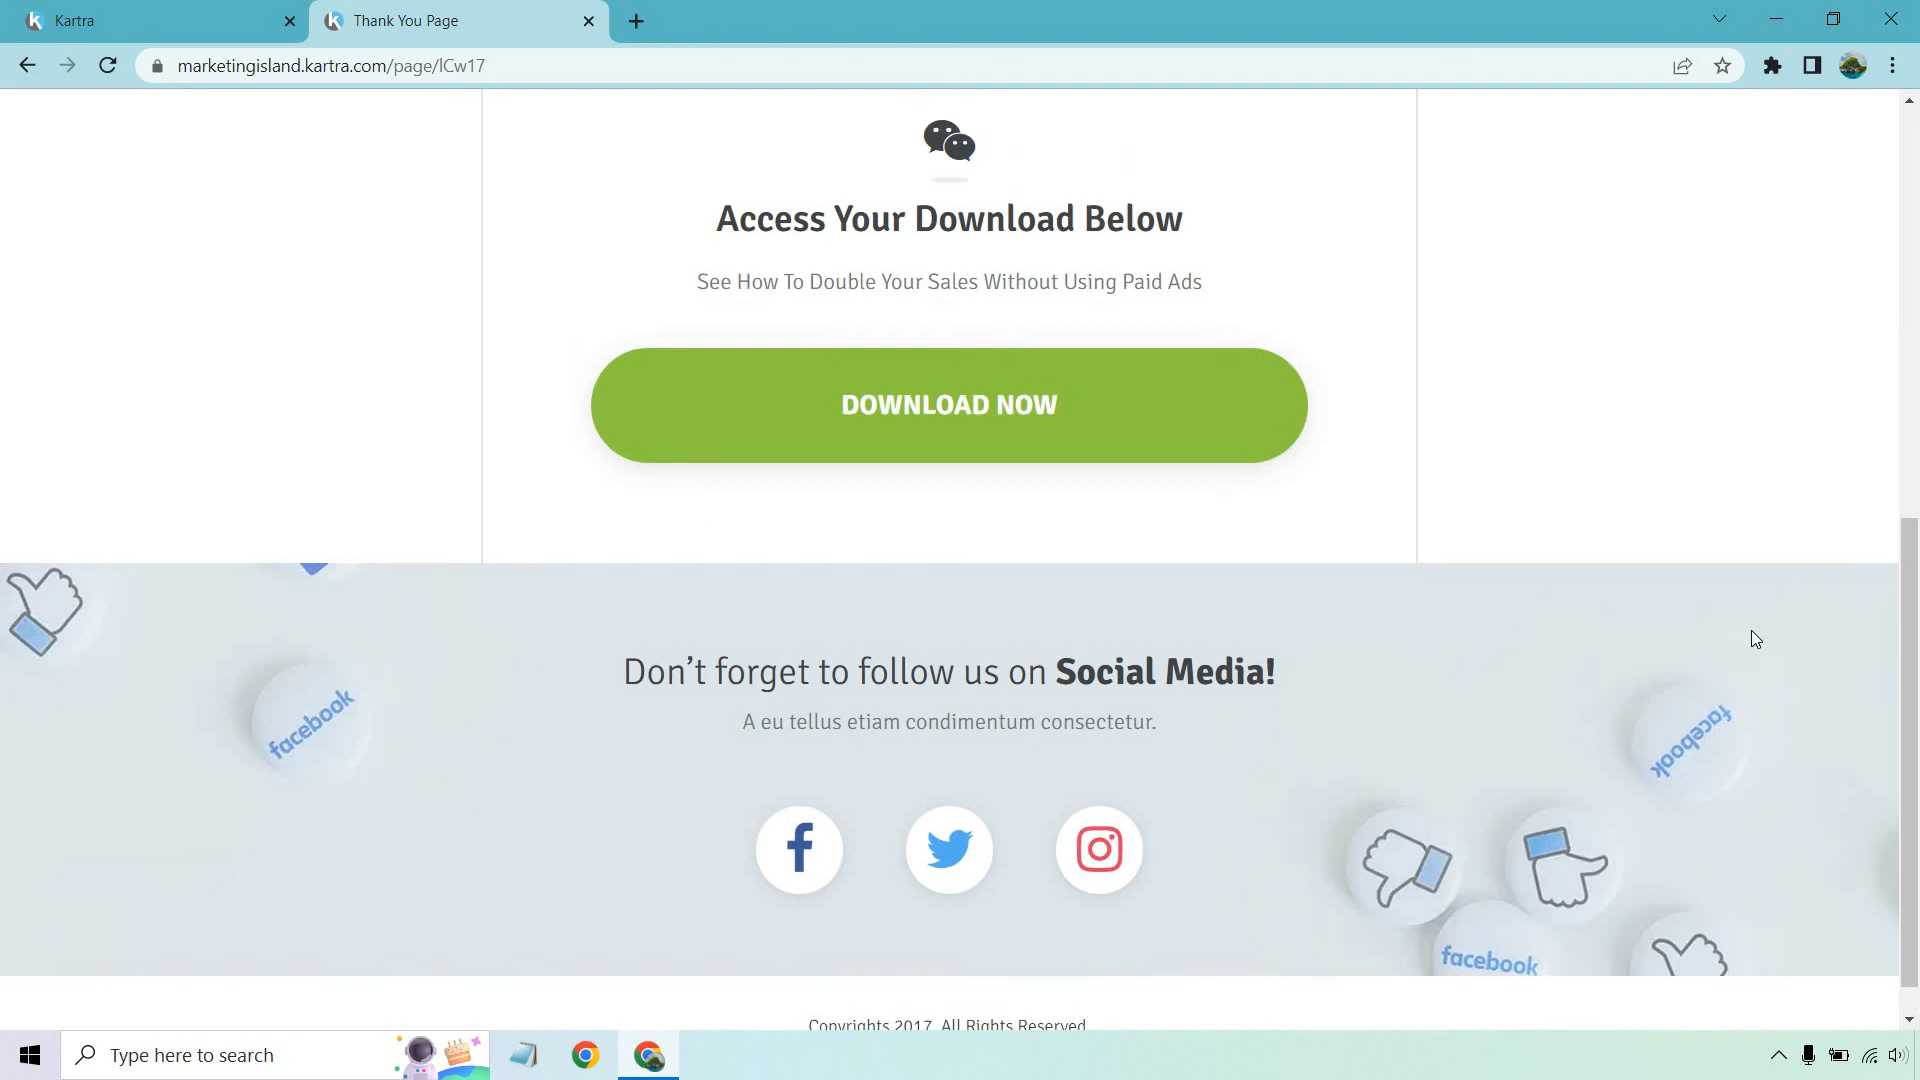 Kartra
Thank You Page
marketingisland.kartra.com/page/lCw17
Access Your Download Below
See How To Double Your Sales Without Using Paid Ads
DOWNLOAD NOW
Don't forget to follow us on Social Media!
A eu tellus etiam condimentum consectetur.
facebook
facebook
facebook
Copyrights 2017. All Rights Reserved
Type here to search